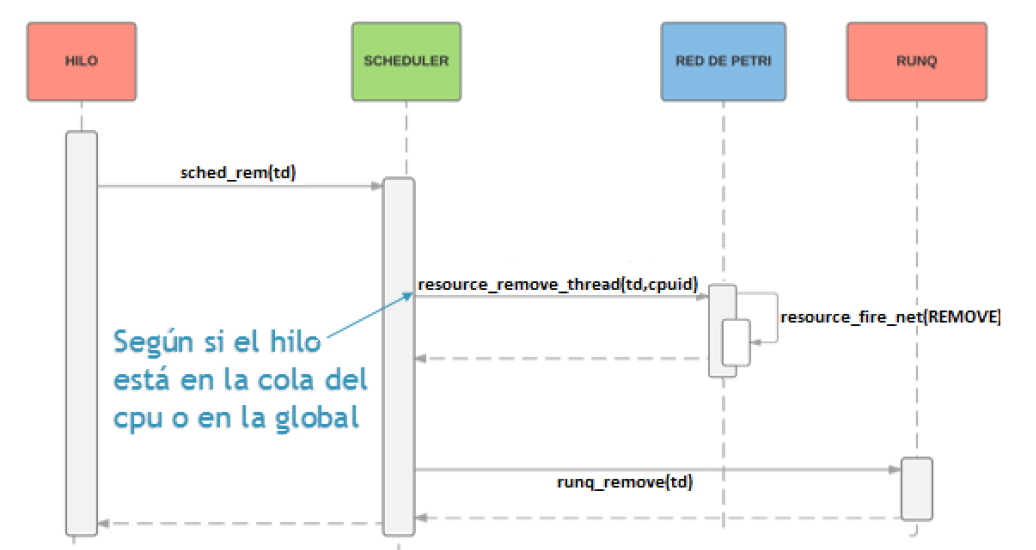 HILO
SCHEDULER
RED DE PETRI
RUNQ
sched_rem(td)
resource_remove_thread(td,cpuid)
resource_fire_net(REMOVE)
Según si el hilo
está en la cola del
cpu o en la global
runq_remove(td)